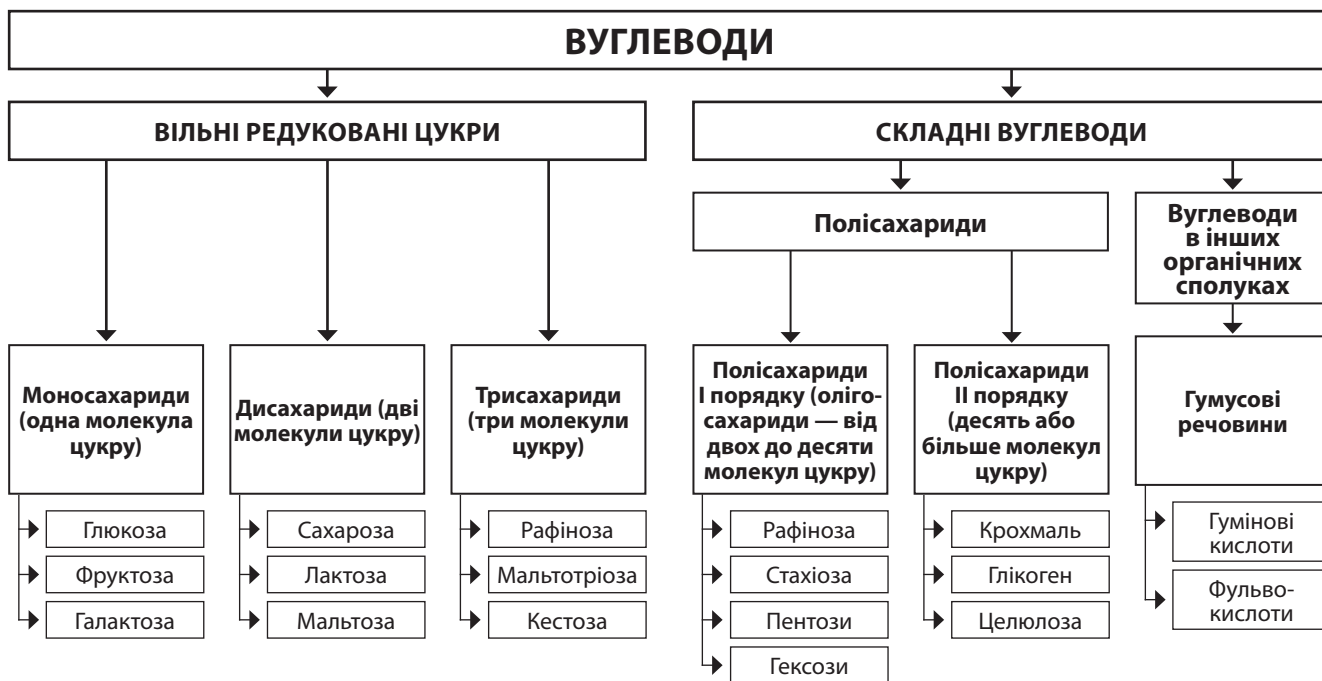 ВУГЛЕВОДИ
ВІЛЬНІ РЕДУКОВАНІ ЦУКРИ
СКЛАДНІ ВУГЛЕВОДИ
Полісахариди
Вуглеводи
в інших
органічних
сполуках
Моносахариди
(одна молекула
цукру)
Дисахариди (дві
молекули цукру)
Трисахариди
(три молекули
цукру)
Полісахариди
І порядку (оліго-
сахариди — від
двох до десяти
молекул цукру)
Полісахариди
ІІ порядку
(десять або
більше молекул
цукру)
Гумусові
речовини
Глюкоза
Фруктоза
Галактоза
Сахароза
Лактоза
Мальтоза
Рафіноза
Мальтотріоза
Кестоза
Рафіноза
Стахіоза
Пентози
Гексози
Крохмаль
Глікоген
Целюлоза
Гумінові
кислоти
Фульво-
кислоти